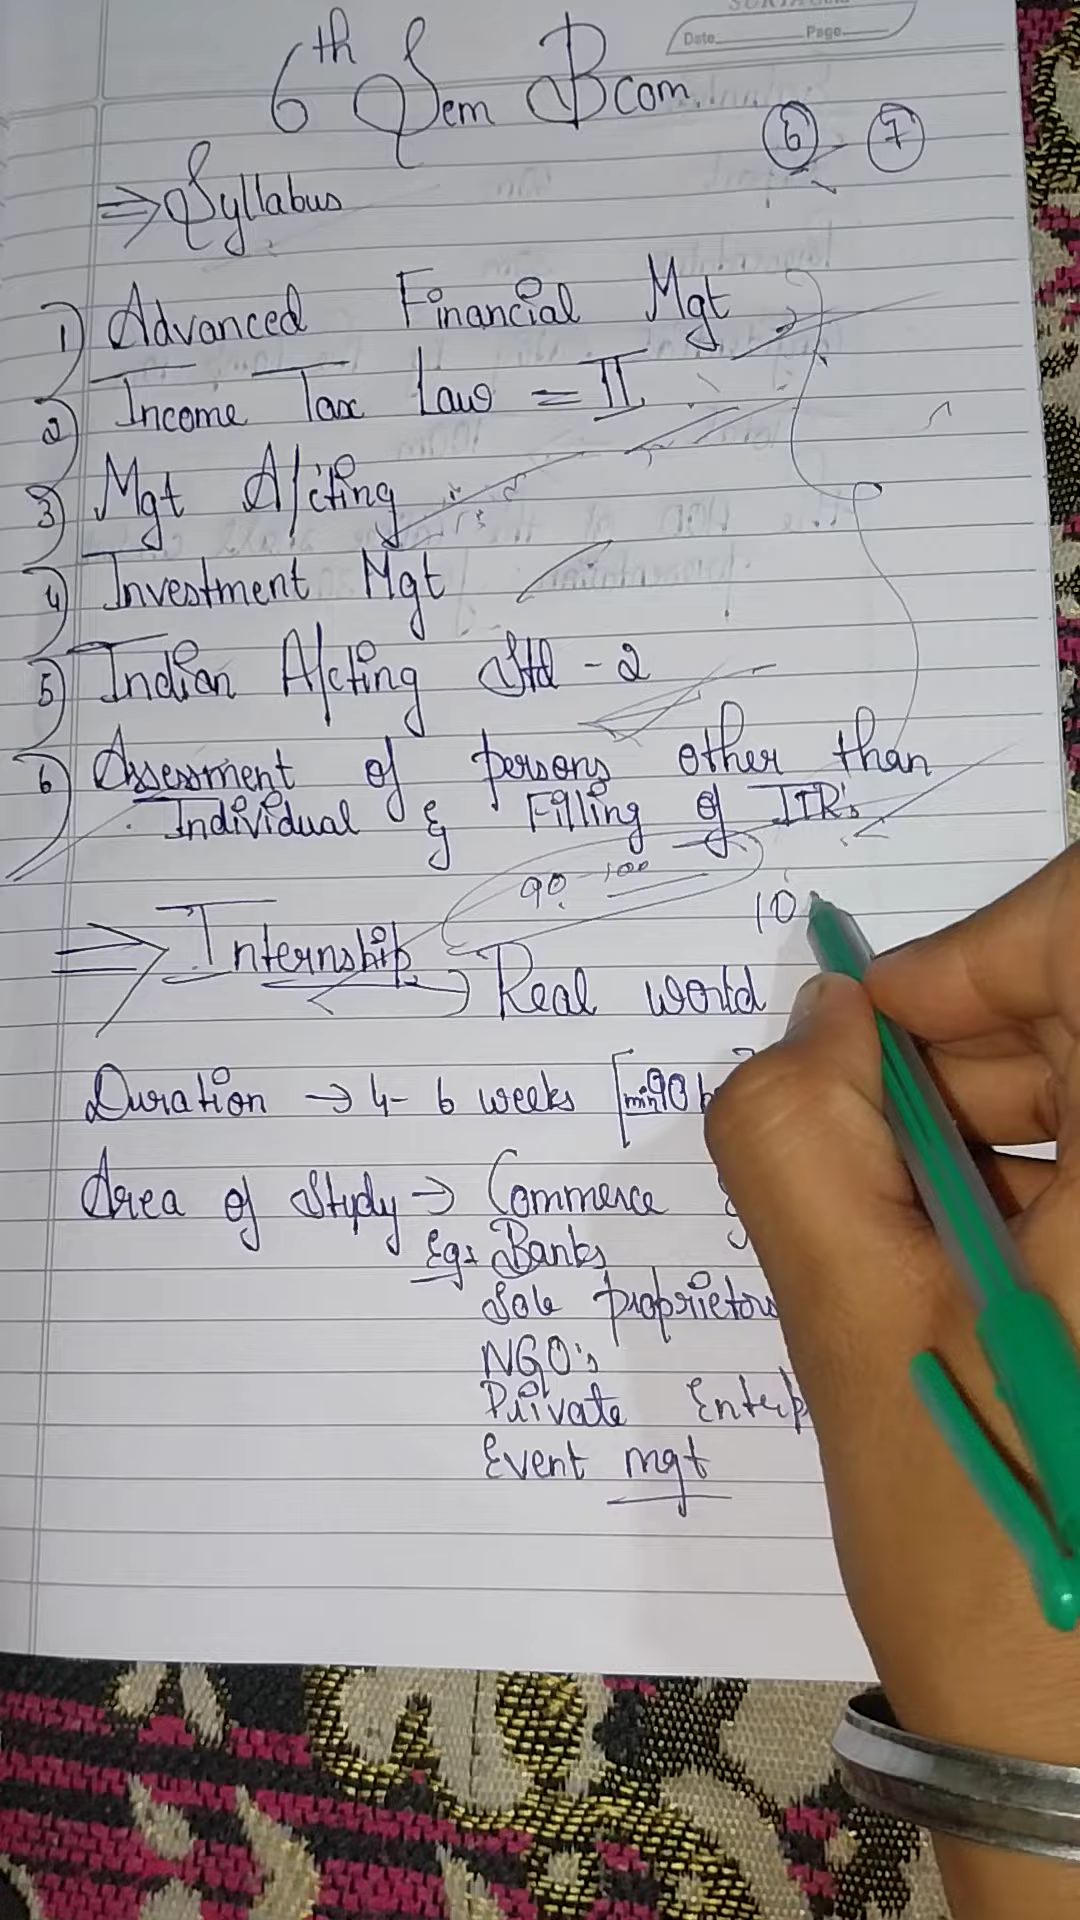 Date Page
6th Sem Bcom
6 7
⇒ Syllabus
1) Advanced Financial Mgt
2) Income Tax Law = II
3) Mgt A/cting
4) Investment Mgt
5) Indian A/cting Std - 2
6) Assessment of persons other than
Individual & Filling of ITR's
90 - 100
10
⇒ Internship
→ Real world
Duration → 4- 6 weeks [min 90
Area of Study → Commerce &
Eg: Banks
Sole
NGO's
Private
Event mgt